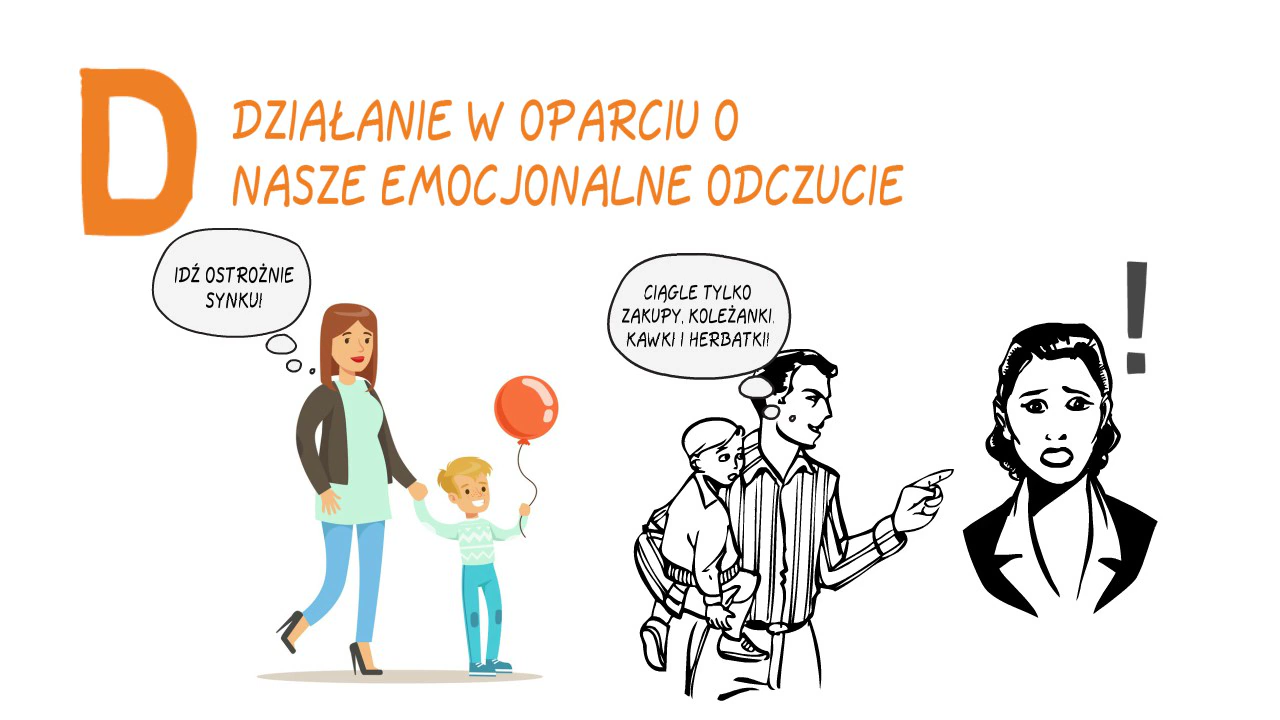 D
DZIAŁANIE W OPARCIU O
NASZE EMOCJONALNE ODCZUCIE
IDŹ OSTROŻNIE
SYNKU!
CIĄGLE TYLKO
ZAKUPY, KOLEŻANKI,
KAWKI I HERBATKI!
!